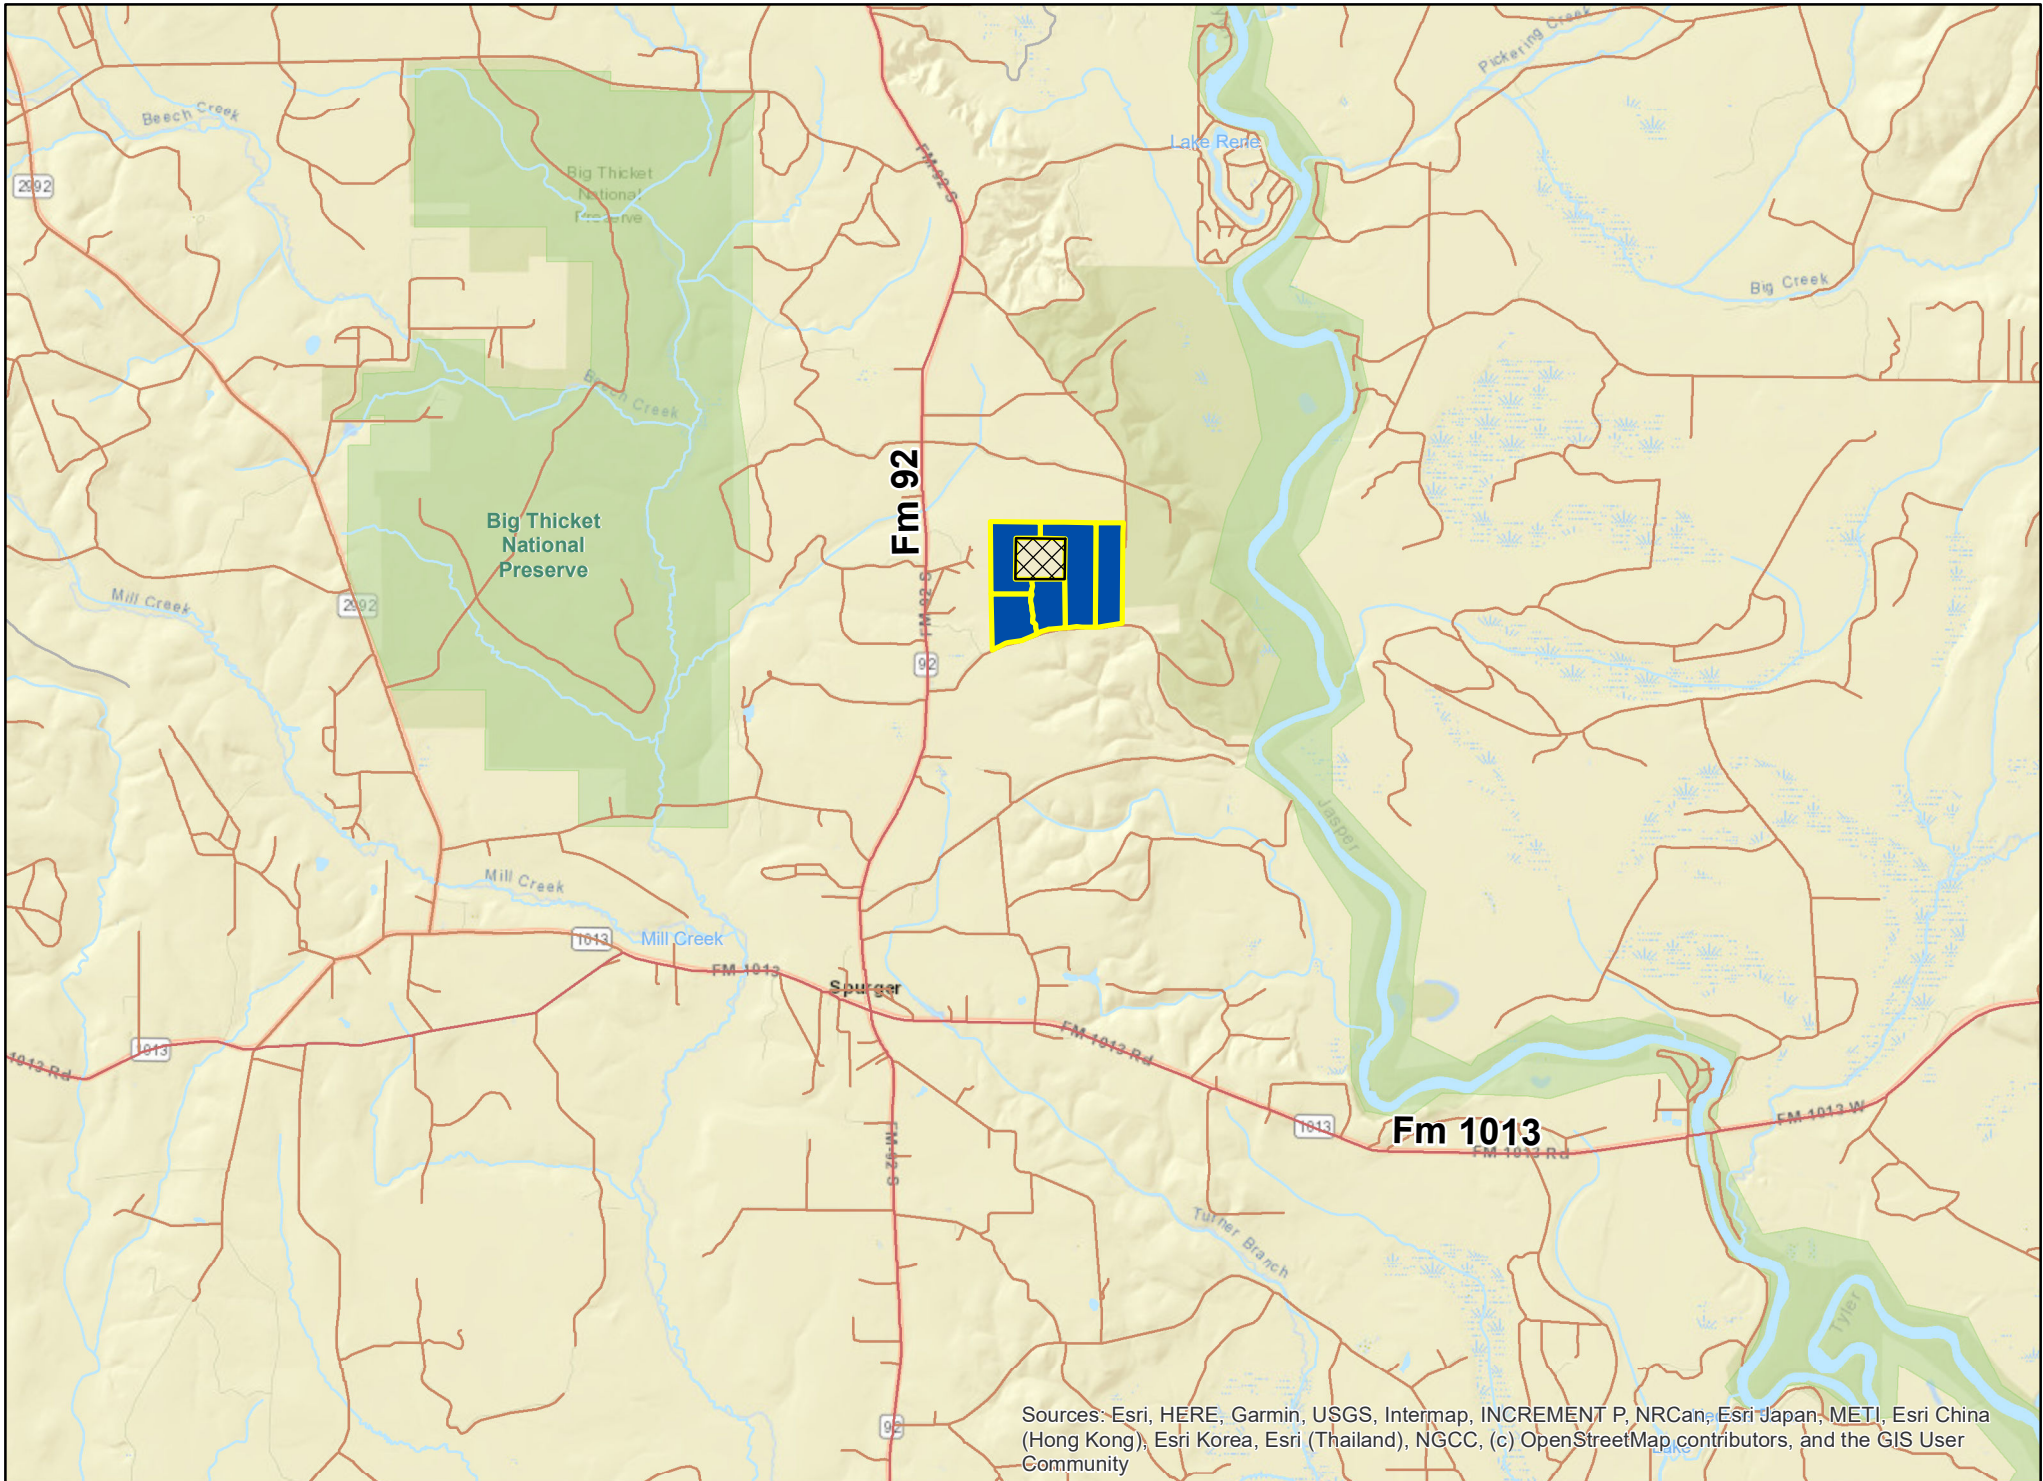 Pickering Creek
Beech Creek
Lake Rene
FM-92 S
Big Thicket
National
Preserve
2992
Big Creek
Beech Creek
Fm 92
Big Thicket
National
Preserve
FM-92 S
Mill Creek
2992
92
Jasper
Mill Creek
1013
Mill Creek
FM 1013
Spurger
FM 1013 Rd
1013
1013 Rd
FM 1013 W
1013
Fm 1013
FM 1013 Rd
FM-92 S
Turner Branch
Tyler
92
Sources: Esri, HERE, Garmin, USGS, Intermap, INCREMENT P, NRCan, Esri Japan, METI, Esri China
(Hong Kong), Esri Korea, Esri (Thailand), NGCC, (c) OpenStreetMap contributors, and the GIS User
Community
Lake